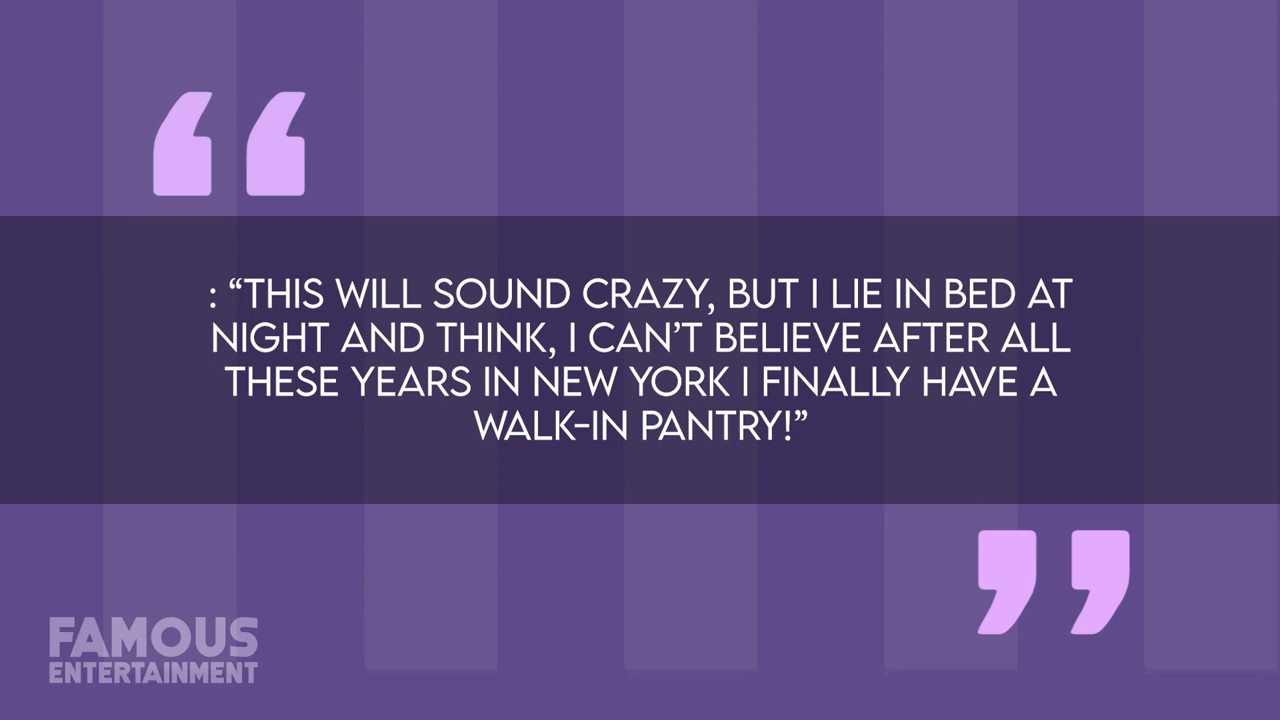 : “THIS WILL SOUND CRAZY, BUT I LIE IN BED AT
NIGHT AND THINK, I CAN’T BELIEVE AFTER ALL
THESE YEARS IN NEW YORK I FINALLY HAVE A
WALK-IN PANTRY!”
FAMOUS
ENTERTAINMENT